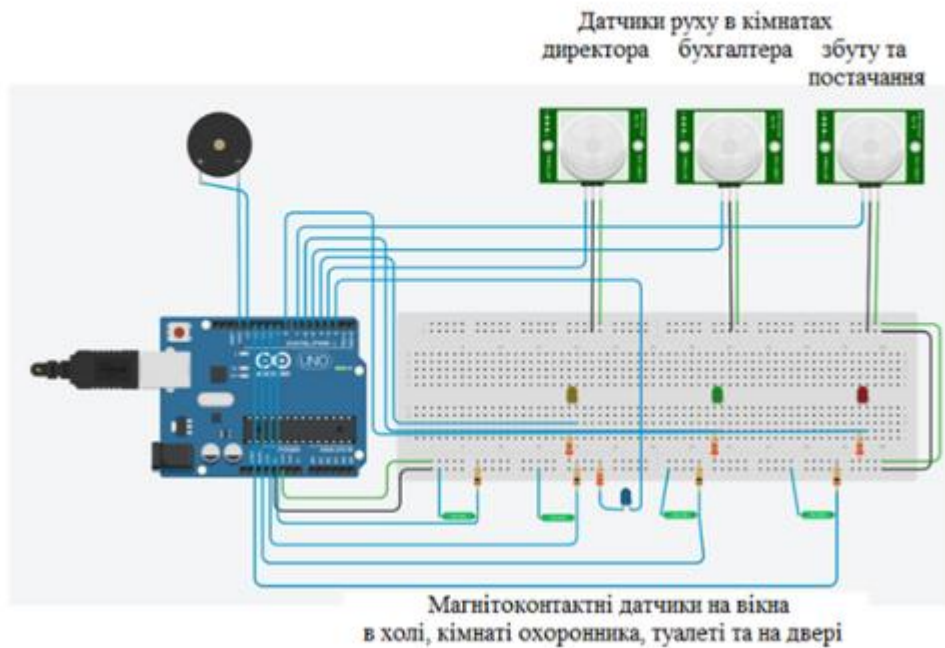 Датчики руху в кімнатах
директора бухгалтера збуту та
постачання
UNO
Магнітоконтактні датчики на вікна
в холі, кімнаті охоронника, туалеті та на двері